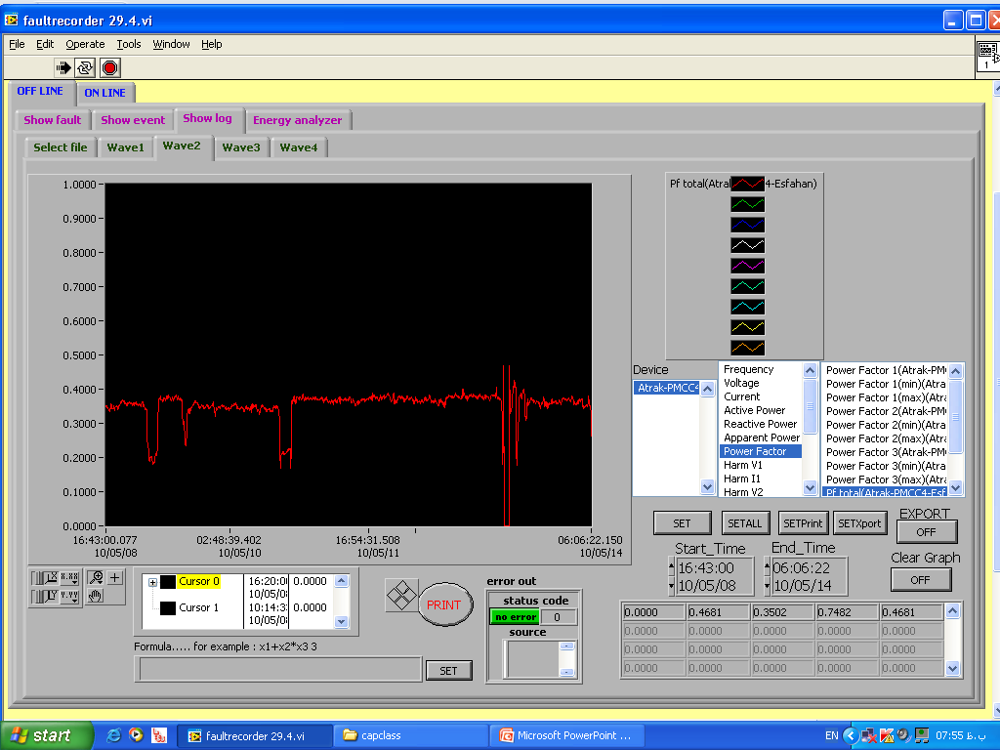 faultrecorder 29.4.vi
File Edit Operate Tools Window Help
1
OFF LINE ON LINE
Show fault Show event Show log Energy analyzer
Select file Wave1 Wave2 Wave3 Wave4
1.0000
0.9000
0.8000
0.7000
0.6000
0.5000
0.4000
0.3000
0.2000
0.1000
0.0000
16:43:00.077 02:48:39.402 16:54:31.508 06:06:22.150
10/05/08 10/05/10 10/05/11 10/05/14
Pf total(Atral 4-Esfahan)
Device
Atrak-PMCC4
Frequency
Voltage
Current
Active Power
Reactive Power
Apparent Power
Power Factor
Harm V1
Harm I1
Harm V2
Power Factor 1(Atrak-PM
Power Factor 1(min)(Atra
Power Factor 1(max)(Atra
Power Factor 2(Atrak-PM
Power Factor 2(min)(Atra
Power Factor 2(max)(Atra
Power Factor 3(Atrak-PM
Power Factor 3(min)(Atra
Power Factor 3(max)(Atra
Pf total(Atrak-PMCC4-Esf
SET SETALL SETPrint SETXport
EXPORT
OFF
Start_Time End_Time
16:43:00 06:06:22
10/05/08 10/05/14
Clear Graph
OFF
X.XX
Y.YY
Cursor 0 16:20:0 0.0000
10/05/0
Cursor 1 10:14:3 0.0000
10/05/0
PRINT
error out
status code
no error 0
source
Formula..... for example : x1+x2*x3 3
SET
0.0000 0.4681 0.3502 0.7482 0.4681
0.0000 0.0000 0.0000 0.0000 0.0000
0.0000 0.0000 0.0000 0.0000 0.0000
0.0000 0.0000 0.0000 0.0000 0.0000
start faultrecorder 29.4.vi capclass Microsoft PowerPoint ... EN 07:55 ب.ظ